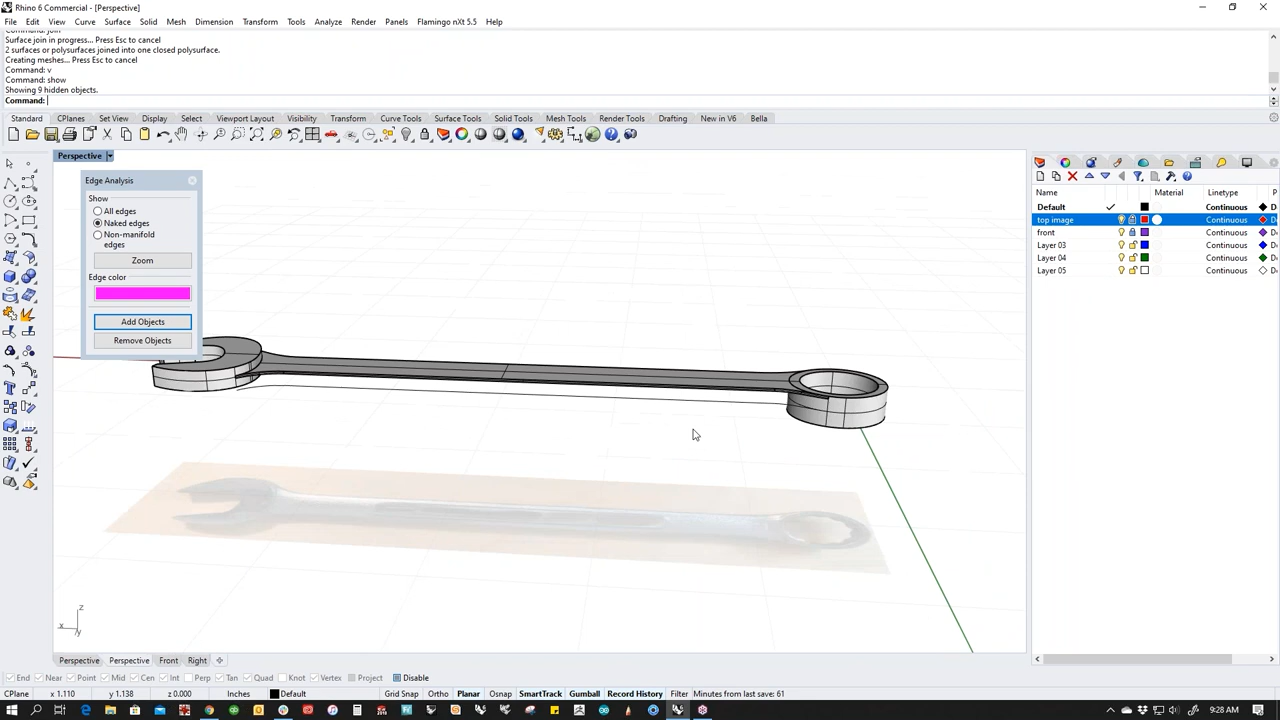 Rhino 6 Commercial - [Perspective]
File Edit View Curve Surface Solid Mesh Dimension Transform Tools Analyze Render Panels Flamingo nXt 5.5 Help
Command: join
Surface join in progress... Press Esc to cancel
2 surfaces or polysurfaces joined into one closed polysurface.
Creating meshes... Press Esc to cancel
Command: v
Command: show
Showing 9 hidden objects.
Command:
Standard CPlanes Set View Display Select Viewport Layout Visibility Transform Curve Tools Surface Tools Solid Tools Mesh Tools Render Tools Drafting New in V6 Bella
Perspective
Edge Analysis
Show
All edges
Naked edges
Non-manifold
edges
Zoom
Edge color
Add Objects
Remove Objects
Name Material Linetype
Default Continuous D
top image Continuous D
front Continuous D
Layer 03 Continuous D
Layer 04 Continuous D
Layer 05 Continuous D
z
x
y
Perspective Perspective Front Right
End Near Point Mid Cen Int Perp Tan Quad Knot Vertex Project Disable
CPlane x 1.110 y 1.138 z 0.000 Inches Default Grid Snap Ortho Planar Osnap SmartTrack Gumball Record History Filter Minutes from last save: 61
9:28 AM